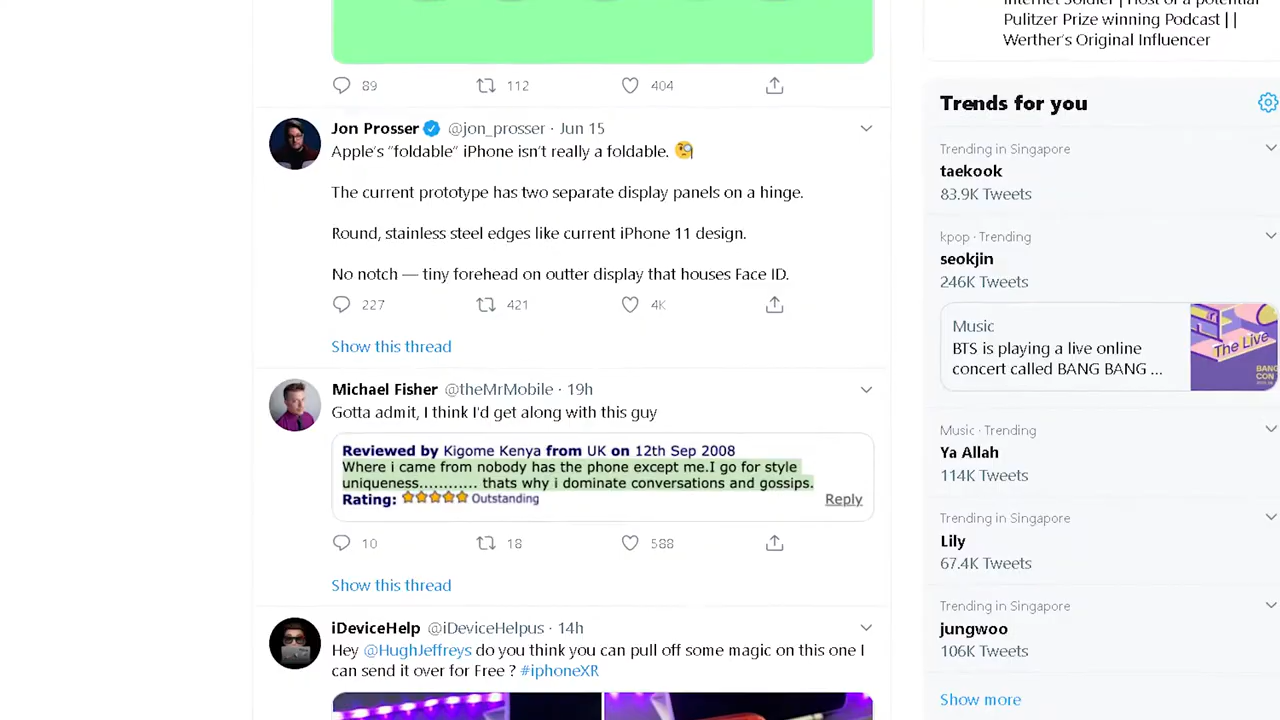 89 112 404
Jon Prosser @jon_prosser · Jun 15
Apple's "foldable" iPhone isn't really a foldable. 🧐
The current prototype has two separate display panels on a hinge.
Round, stainless steel edges like current iPhone 11 design.
No notch — tiny forehead on outter display that houses Face ID.
227 421 4K
Show this thread
Michael Fisher @theMrMobile · 19h
Gotta admit, I think I'd get along with this guy
Reviewed by Kigome Kenya from UK on 12th Sep 2008
Where i came from nobody has the phone except me.I go for style
uniqueness............ thats why i dominate conversations and gossips.
Rating: Outstanding
Reply
10 18 588
Show this thread
iDeviceHelp @iDeviceHelpus · 14h
Hey @HughJeffreys do you think you can pull off some magic on this one I
can send it over for Free ? #iphoneXR
Internet Soldier | Host of a potential
Pulitzer Prize winning Podcast | |
Werther's Original Influencer
Trends for you
Trending in Singapore
taekook
83.9K Tweets
kpop · Trending
seokjin
246K Tweets
Music
BTS is playing a live online
concert called BANG BANG ...
The Live
BANG
CON
Music · Trending
Ya Allah
114K Tweets
Trending in Singapore
Lily
67.4K Tweets
Trending in Singapore
jungwoo
106K Tweets
Show more